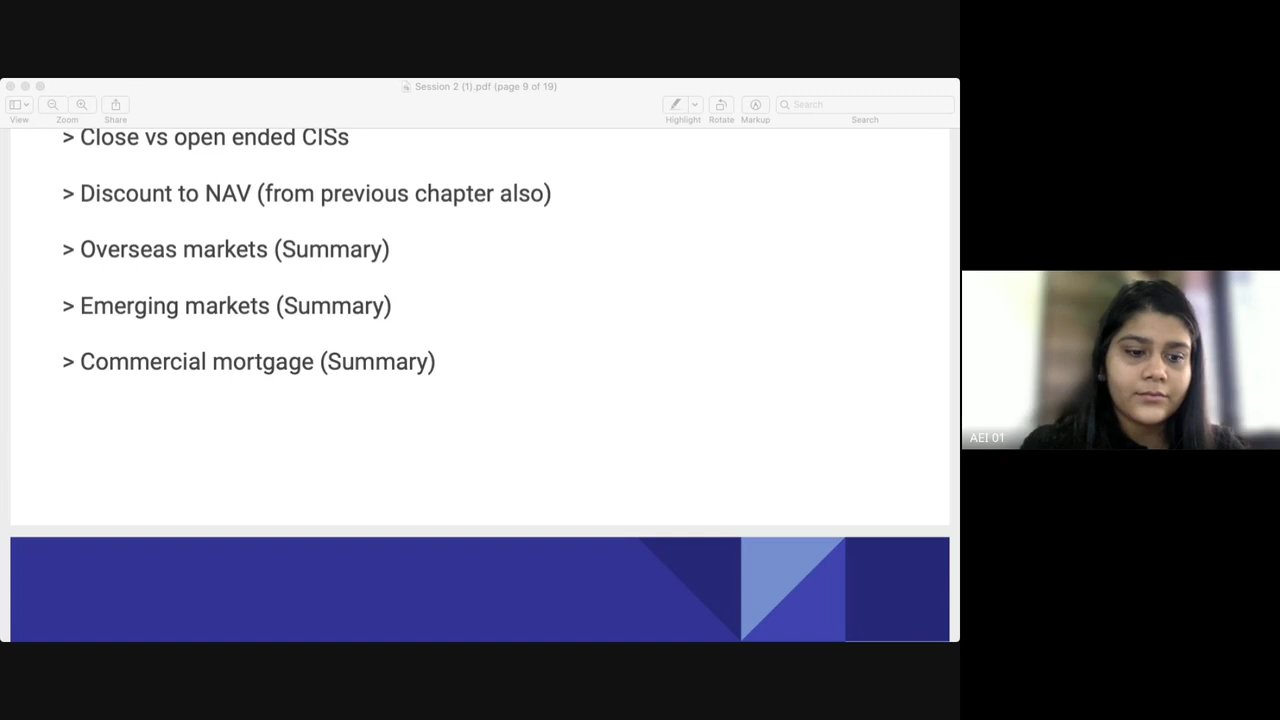 Session 2 (1).pdf (page 9 of 19)
View
Zoom
Share
Highlight
Rotate
Markup
Search
Search
> Close vs open ended CISs
> Discount to NAV (from previous chapter also)
> Overseas markets (Summary)
> Emerging markets (Summary)
> Commercial mortgage (Summary)
AEI 01